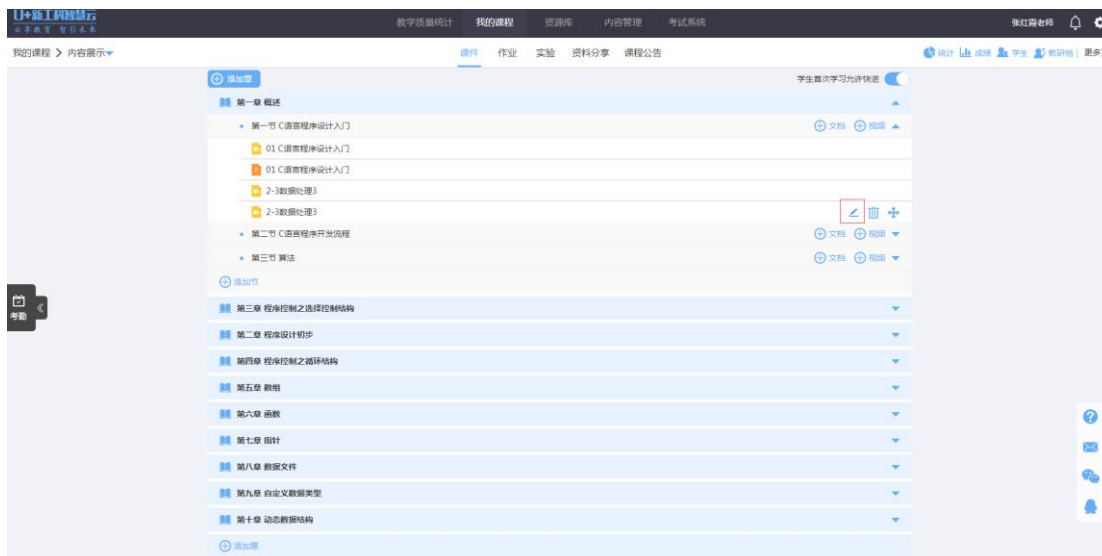 U+新工科智慧云
云享教育 智引未来
教学质量统计 我的课程 资源库 内容管理 考试系统 张红霞老师
我的课程 > 内容展示
课件 作业 实验 资料分享 课程公告
统计 成绩 学生 教研组 | 更多
添加章 学生首次学习允许快进
第一章 概述
第一节 C语言程序设计入门 文档 视频
01 C语言程序设计入门
01 C语言程序设计入门
2-3数据处理3
2-3数据处理3
第二节 C语言程序开发流程 文档 视频
第三节 算法 文档 视频
添加节
考勤
第三章 程序控制之选择控制结构
第二章 程序设计初步
第四章 程序控制之循环结构
第五章 数组
第六章 函数
第七章 指针
第八章 数据文件
第九章 自定义数据类型
第十章 动态数据结构
添加章